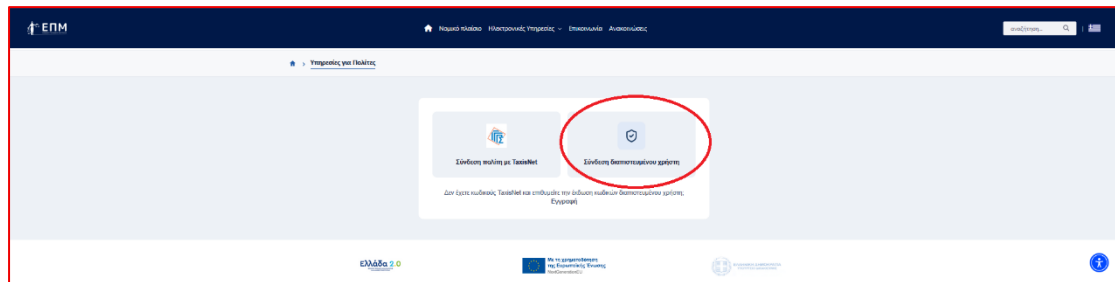 ΕΠΜ
Νομικό πλαίσιο Ηλεκτρονικές Υπηρεσίες Επικοινωνία Ανακοινώσεις
αναζήτηση...
Υπηρεσίες για Πολίτες
Σύνδεση πολίτη με TaxisNet
Σύνδεση διαπιστευμένου χρήστη
Δεν έχετε κωδικούς TaxisNet και επιθυμείτε την έκδοση κωδικών διαπιστευμένου χρήστη;
Εγγραφή
Ελλάδα 2.0
Με τη χρηματοδότηση
της Ευρωπαϊκής Ένωσης
NextGenerationEU